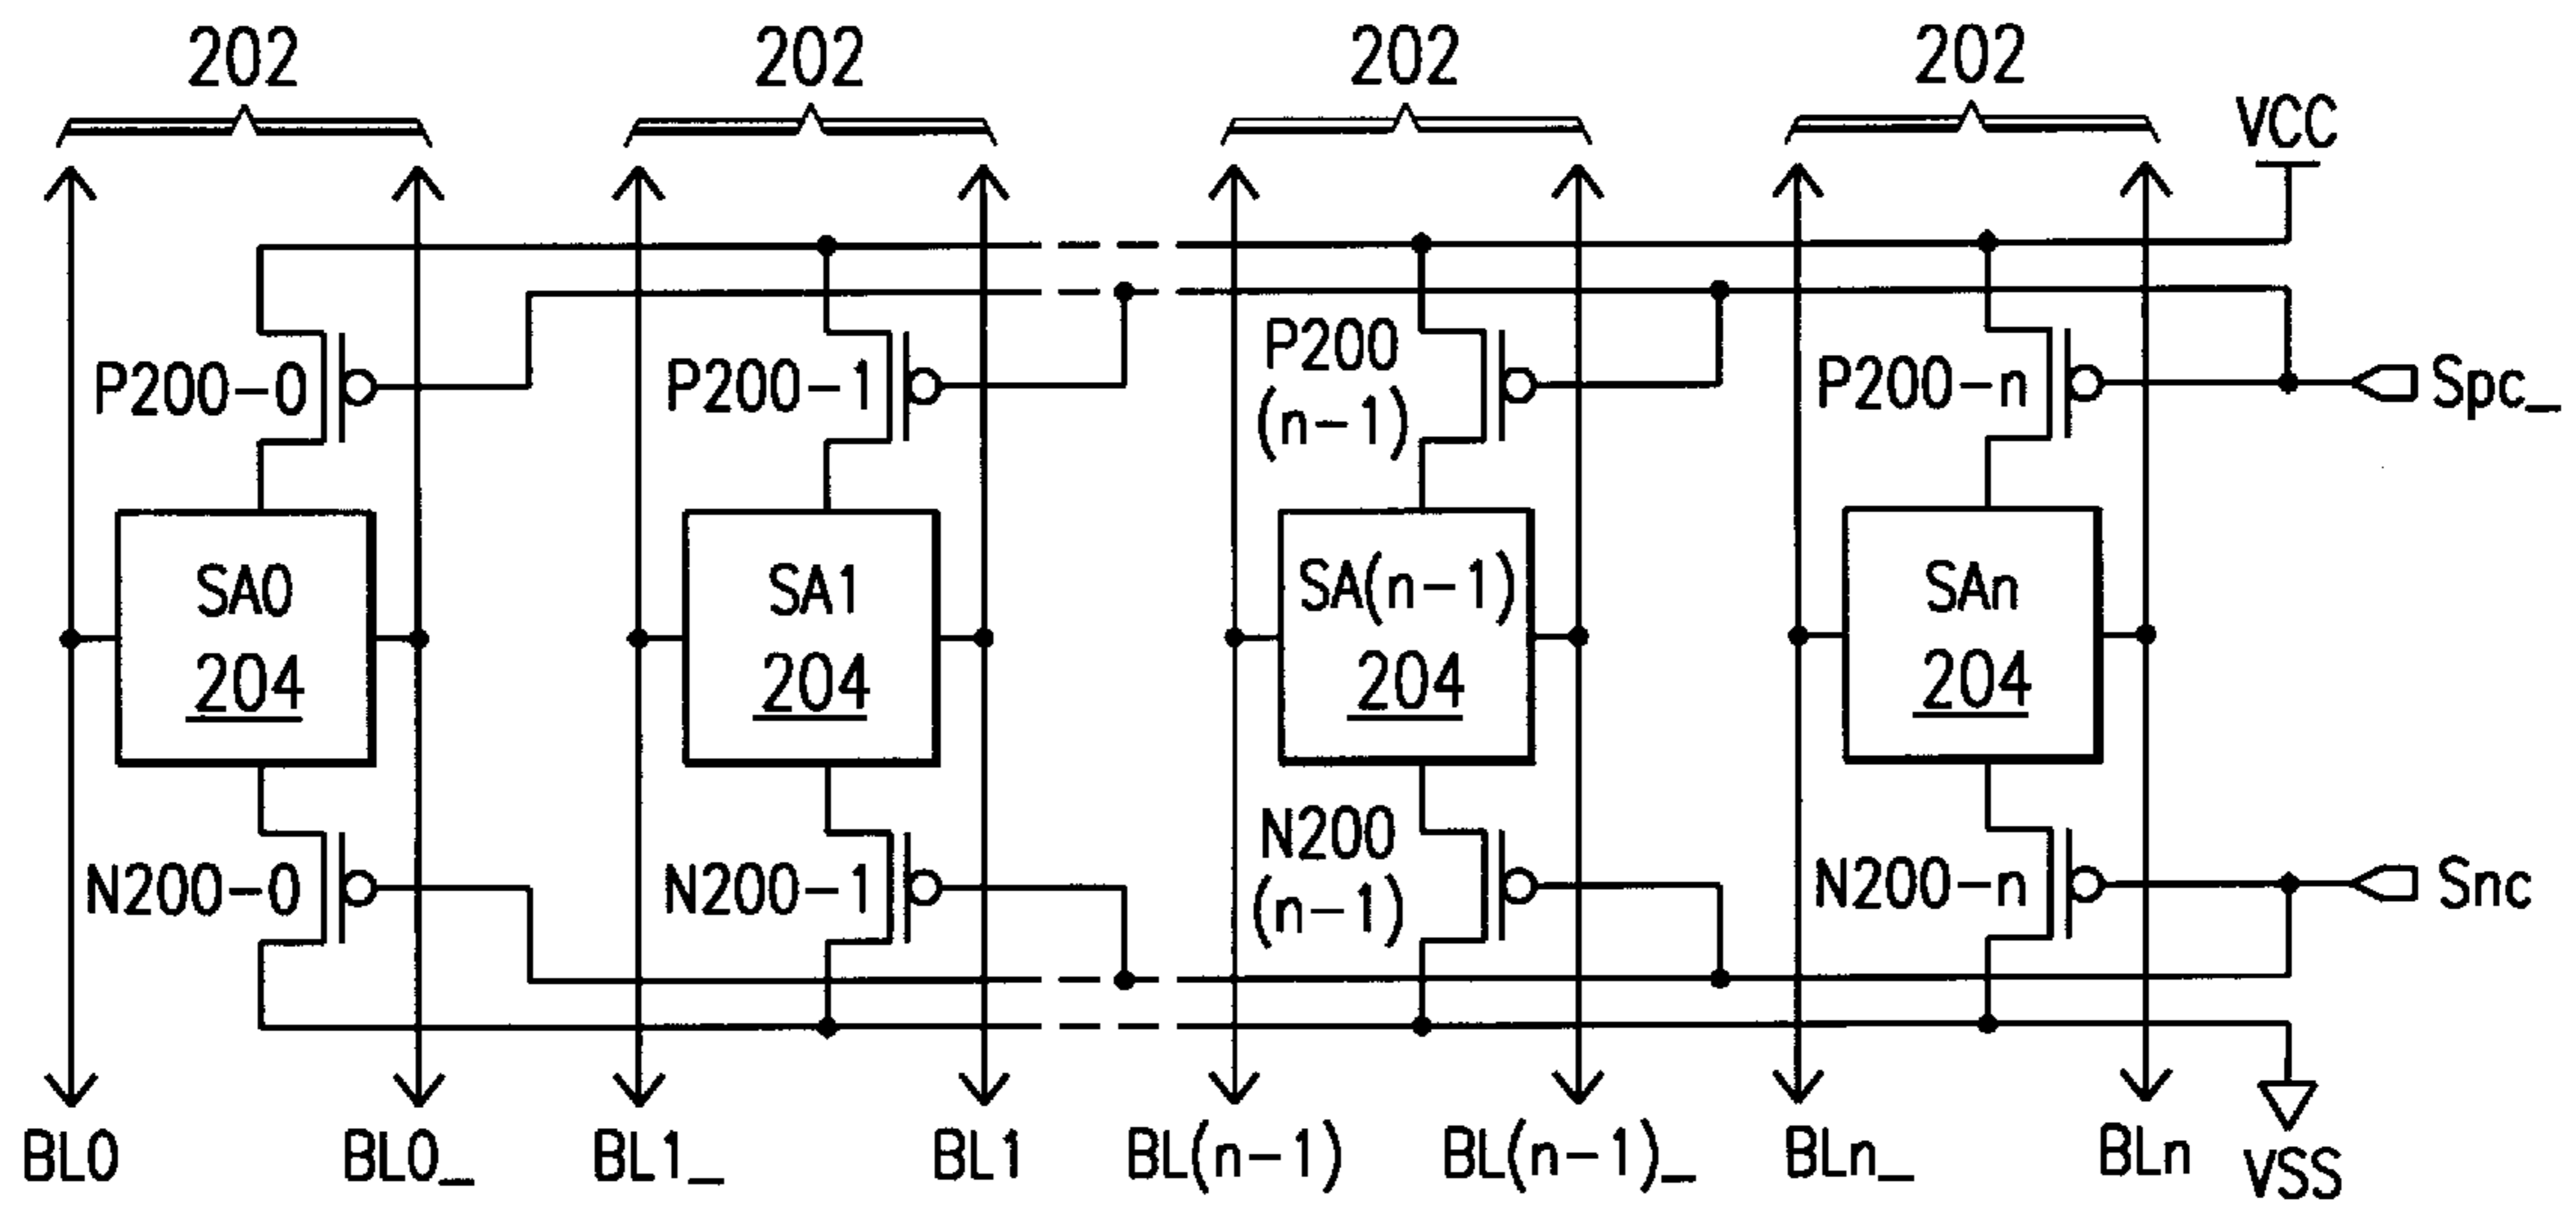 202 202 202 202
VCC
P200-0 P200-1 P200 (n-1) P200-n Spc_
SA0 SA1 SA(n-1) SAn
204 204 204 204
N200-0 N200-1 N200 (n-1) N200-n Snc
BL0 BL0_ BL1_ BL1 BL(n-1) BL(n-1)_ BLn_ BLn
VSS